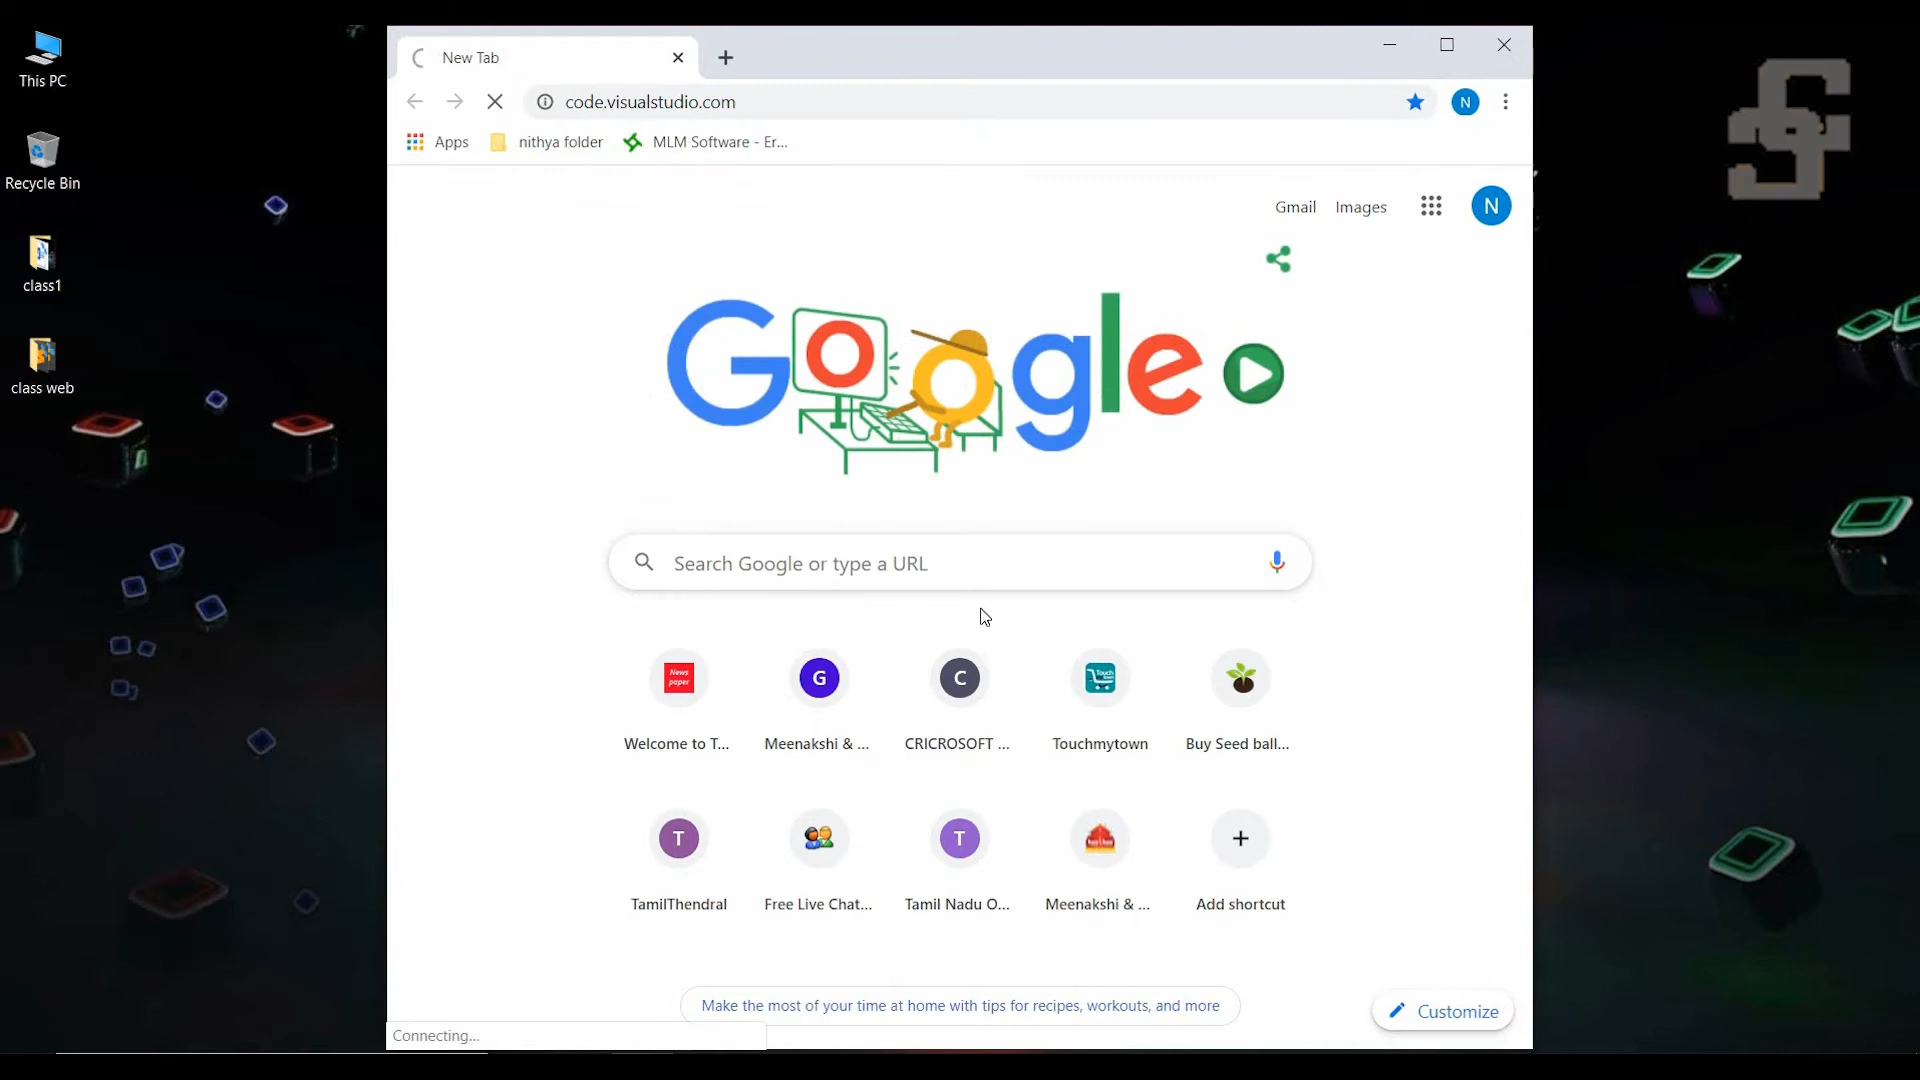 This PC
Recycle Bin
class1
class web
New Tab
code.visualstudio.com
N
Apps
nithya folder
MLM Software - Er...
Gmail
Images
N
Google
Search Google or type a URL
News paper
G
C
Touch
Welcome to T...
Meenakshi & ...
CRICROSOFT ...
Touchmytown
Buy Seed ball...
T
T
TamilThendral
Free Live Chat...
Tamil Nadu O...
Meenakshi & ...
Add shortcut
Make the most of your time at home with tips for recipes, workouts, and more
Customize
Connecting...